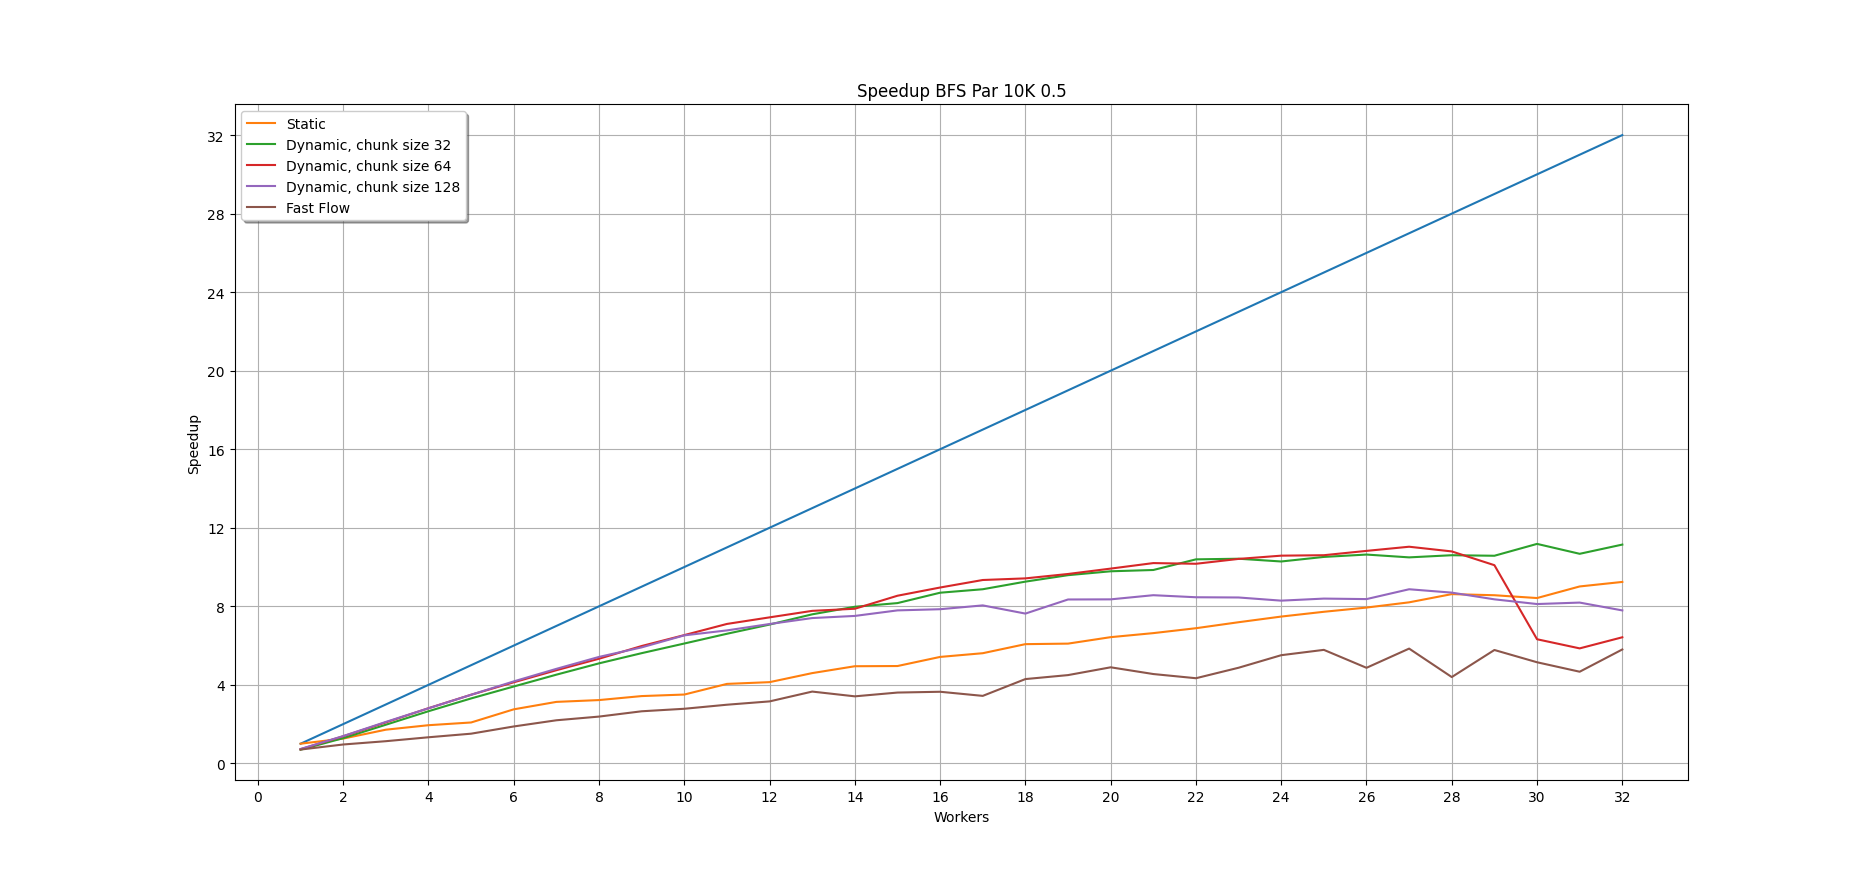 Speedup BFS Par 10K 0.5
Static
Dynamic, chunk size 32
Dynamic, chunk size 64
Dynamic, chunk size 128
Fast Flow
32
28
24
20
16
12
8
4
0
Speedup
0 2 4 6 8 10 12 14 16 18 20 22 24 26 28 30 32
Workers